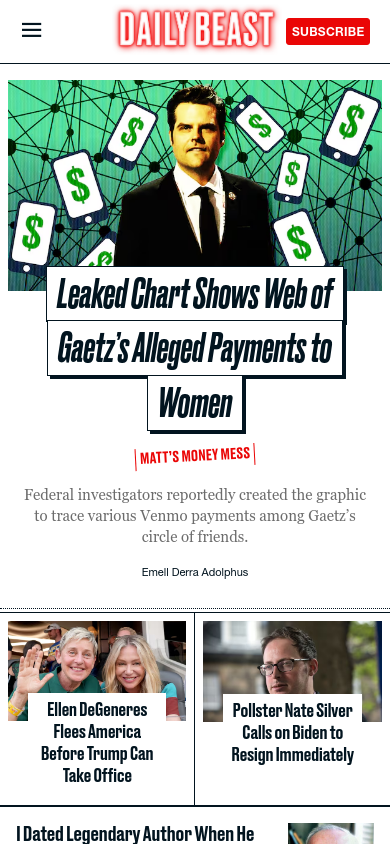 DAILY BEAST
SUBSCRIBE
$ $ $ $ $ $ $
Leaked Chart Shows Web of
Gaetz's Alleged Payments to
Women
MATT'S MONEY MESS
Federal investigators reportedly created the graphic
to trace various Venmo payments among Gaetz's
circle of friends.
Emell Derra Adolphus
Ellen DeGeneres
Flees America
Before Trump Can
Take Office
Pollster Nate Silver
Calls on Biden to
Resign Immediately
I Dated Legendary Author When He